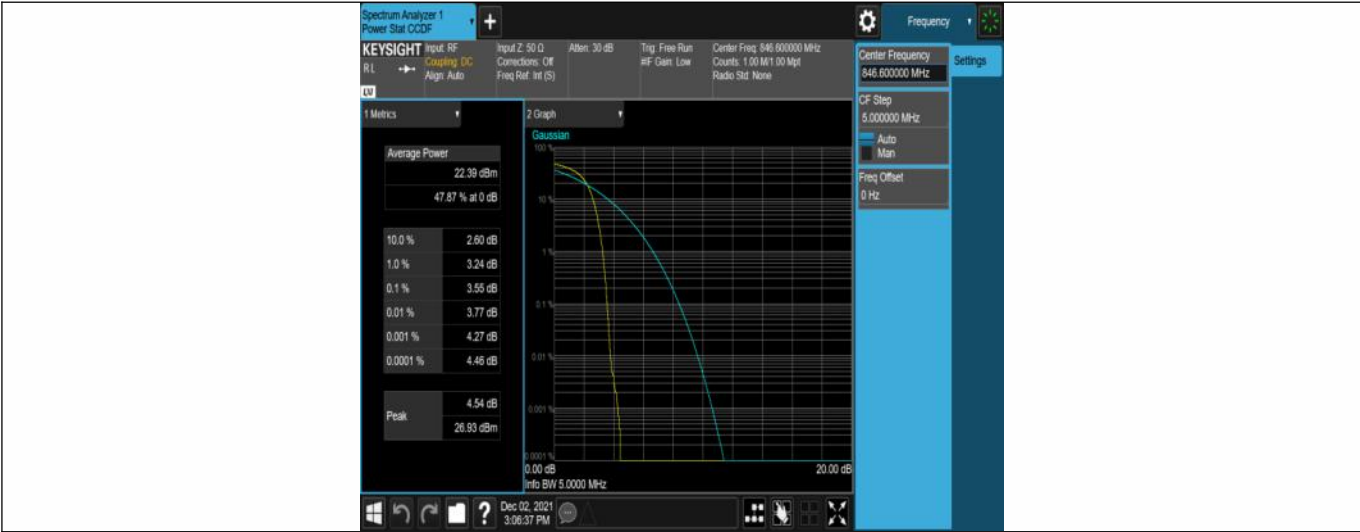 Spectrum Analyzer 1
Power Stat CCDF
Frequency
KEYSIGHT
RL
Input: RF
Coupling: DC
Align: Auto
Input Z: 50 Ω
Corrections: Off
Freq Ref: Int (S)
Atten: 30 dB
Trig: Free Run
#IF Gain: Low
Center Freq: 846.600000 MHz
Counts: 1.00 M/1.00 Mpt
Radio Std: None
Center Frequency
846.600000 MHz
Settings
CF Step
5.000000 MHz
Auto
Man
Freq Offset
0 Hz
1 Metrics
Average Power
22.39 dBm
47.87 % at 0 dB
10.0 % 2.60 dB
1.0 % 3.24 dB
0.1 % 3.55 dB
0.01 % 3.77 dB
0.001 % 4.27 dB
0.0001 % 4.46 dB
Peak
4.54 dB
26.93 dBm
2 Graph
Gaussian
100 %
10 %
1 %
0.1 %
0.01 %
0.001 %
0.0001 %
0.00 dB
20.00 dB
Info BW 5.0000 MHz
?
Dec 02, 2021
3:06:37 PM